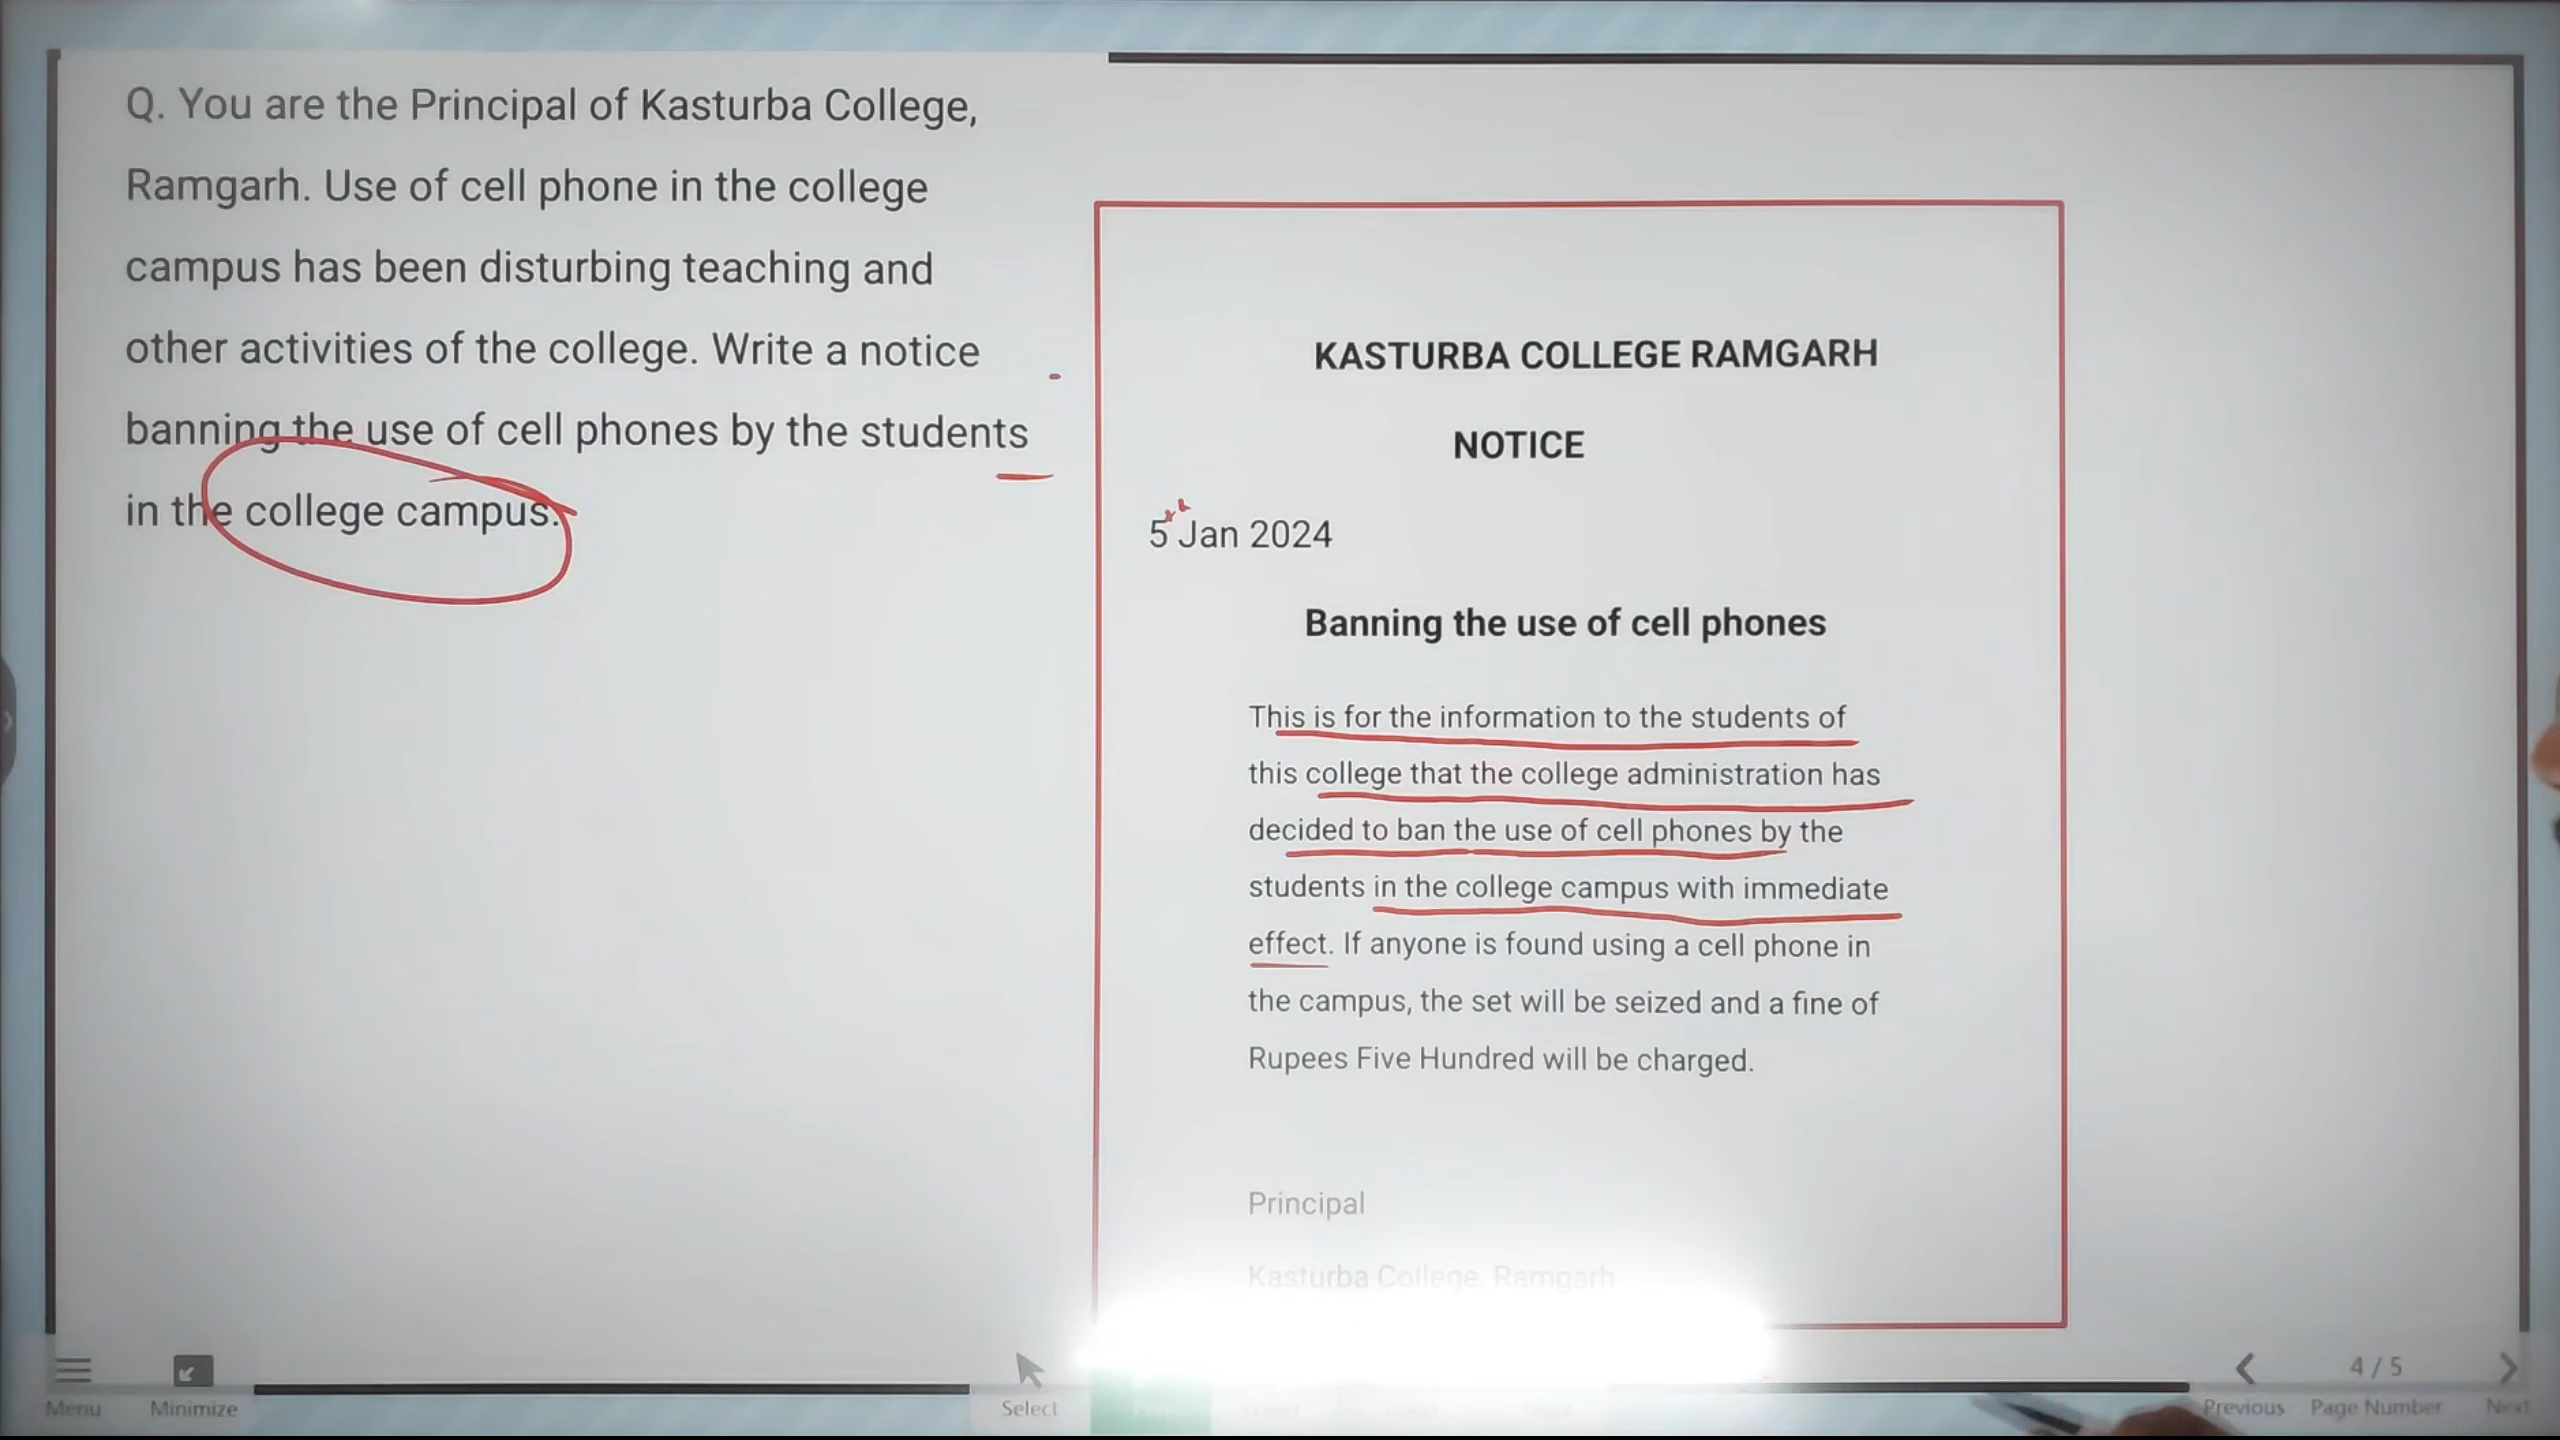 Q. You are the Principal of Kasturba College,
Ramgarh. Use of cell phone in the college
campus has been disturbing teaching and
other activities of the college. Write a notice
banning the use of cell phones by the students
in the college campus.
KASTURBA COLLEGE RAMGARH
NOTICE
5 Jan 2024
Banning the use of cell phones
This is for the information to the students of
this college that the college administration has
decided to ban the use of cell phones by the
students in the college campus with immediate
effect. If anyone is found using a cell phone in
the campus, the set will be seized and a fine of
Rupees Five Hundred will be charged.
Principal
Kasturba College, Ramgarh
Menu
Minimize
Select
Previous
4 / 5
Page Number
Next